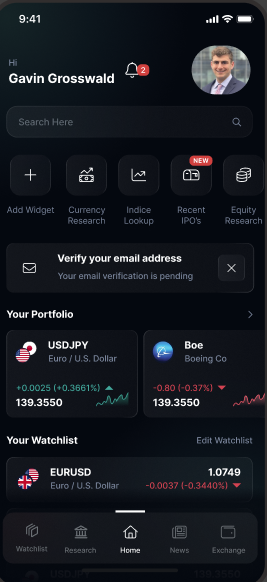 9:41
Hi
Gavin Grosswald
2
Search Here
NEW
Add Widget
Currency Research
Indice Lookup
Recent IPO's
Equity Research
Verify your email address
Your email verification is pending
Your Portfolio
USDJPY
Euro / U.S. Dollar
+0.0025 (+0.3661%)
139.3550
Boe
Boeing Co
-0.80 (-0.37%)
139.3550
Your Watchlist
Edit Watchlist
EURUSD
1.0749
Euro / U.S. Dollar
-0.0037 (-0.3440%)
Watchlist
Research
Home
News
Exchange